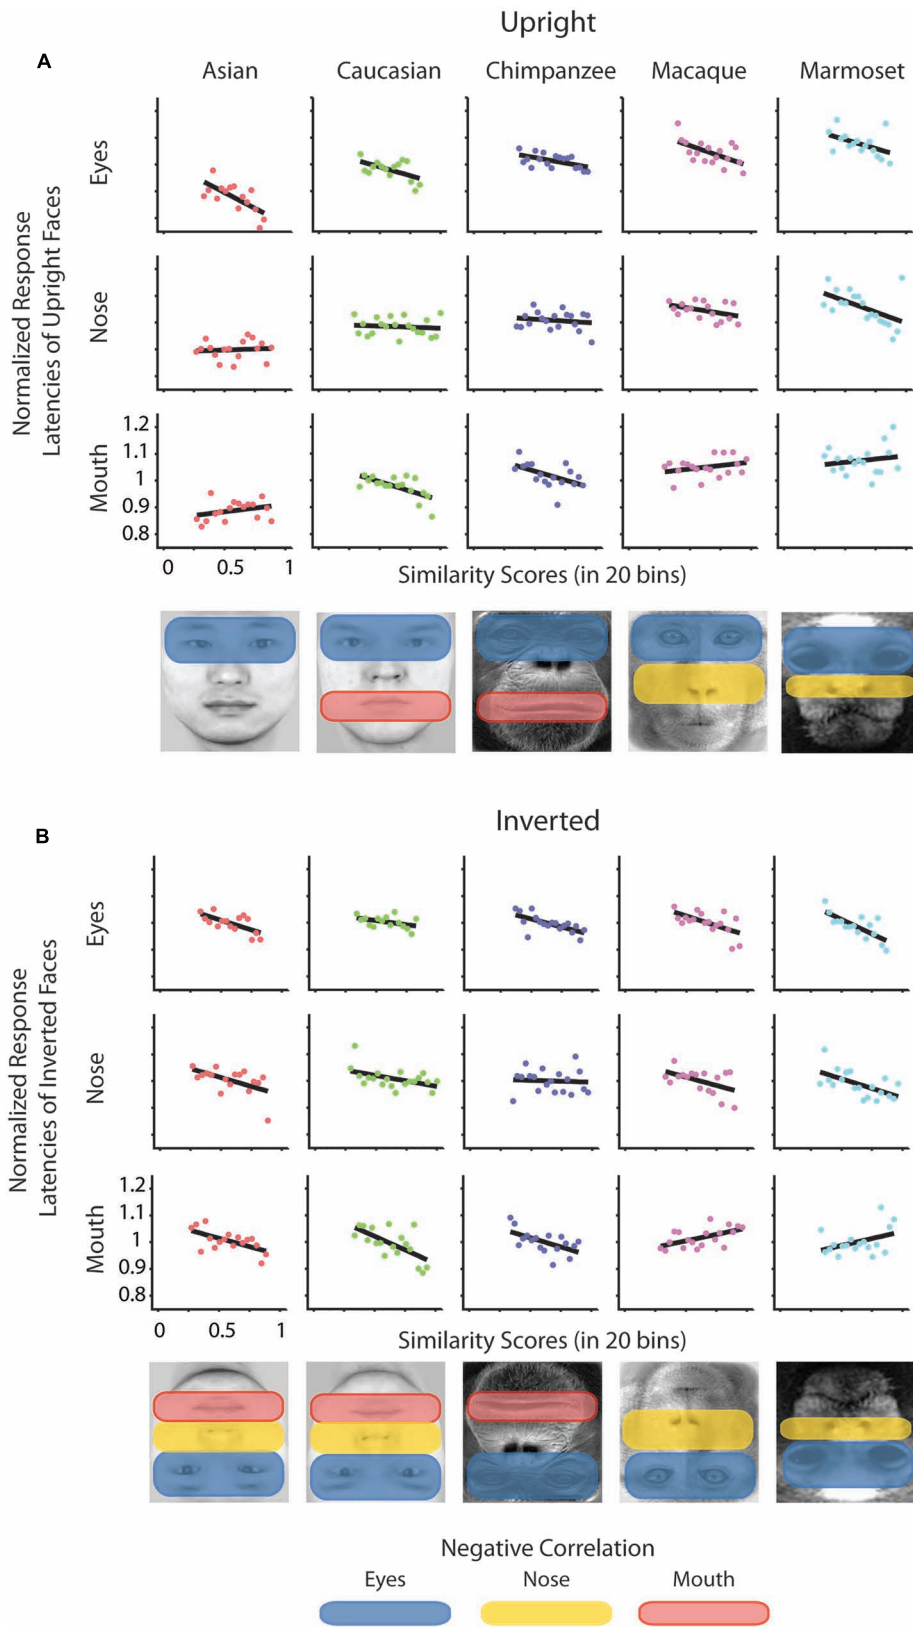 Upright
A
Asian Caucasian Chimpanzee Macaque Marmoset
Normalized Response
Latencies of Upright Faces
Eyes
Nose
Mouth
1.2
1.1
1
0.9
0.8
0 0.5 1
Similarity Scores (in 20 bins)
Inverted
B
Normalized Response
Latencies of Inverted Faces
Eyes
Nose
Mouth
1.2
1.1
1
0.9
0.8
0 0.5 1
Similarity Scores (in 20 bins)
Negative Correlation
Eyes Nose Mouth